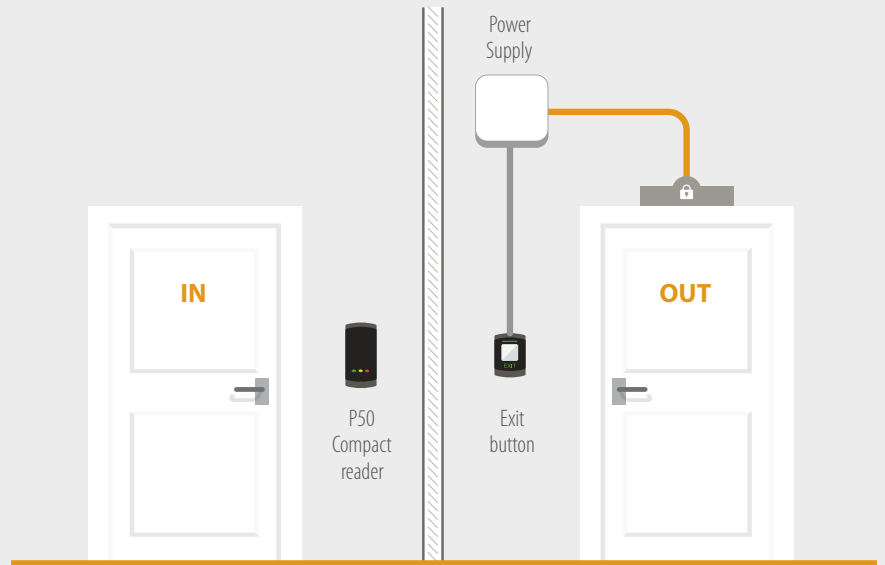 Power
Supply
IN
OUT
EXIT
P50
Compact
reader
Exit
button